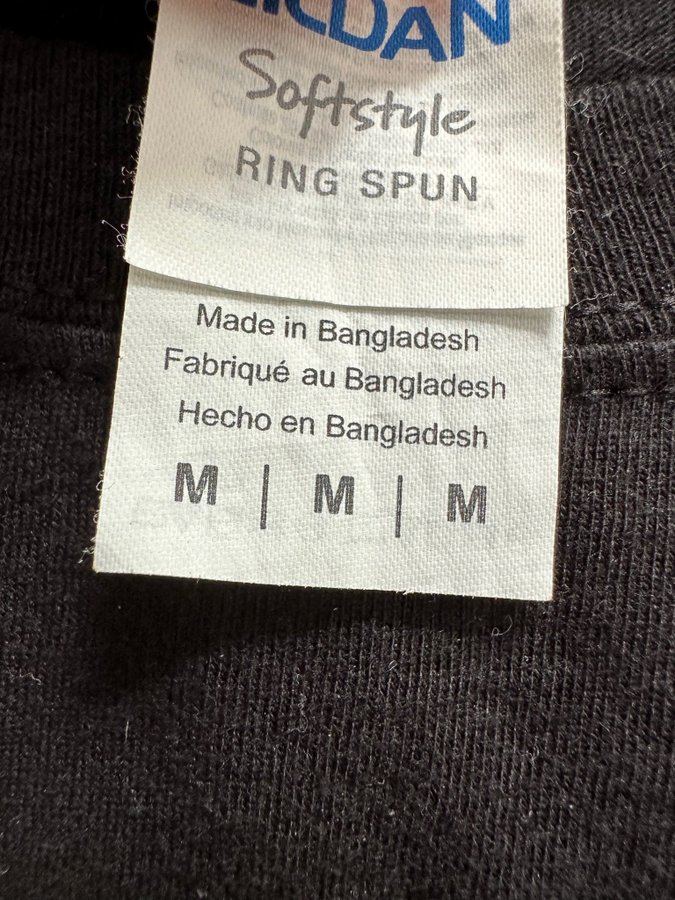 Softstyle
RING SPUN
Made in Bangladesh
Fabriqué au Bangladesh
Hecho en Bangladesh
M | M | M